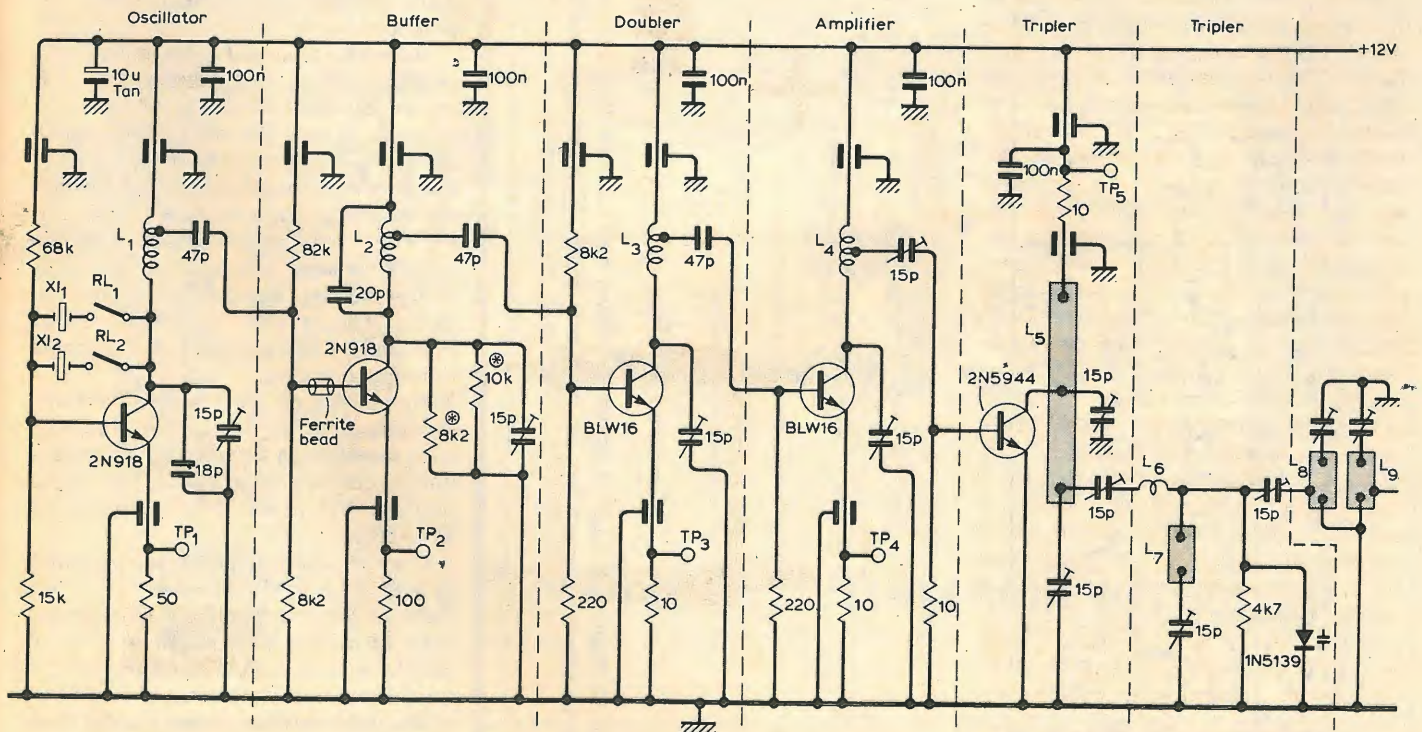 Oscillator
Buffer
Doubler
Amplifier
Tripler
Tripler
+12V
10u
Tan
100n
100n
100n
100n
100n
TP5
10
68k
L1
47p
82k
L2
47p
20p
8k2
L3
47p
L4
15p
L5
Xl1
RL1
Xl2
RL2
2N918
Ferrite
bead
10k
8k2
15p
2N5944
15p
15p
18p
2N918
BLW16
15p
BLW16
15p
L6
15p
15p
L8
L9
L7
TP1
TP2
TP3
TP4
15k
50
8k2
100
220
10
220
10
10
15p
15p
4k7
1N5139